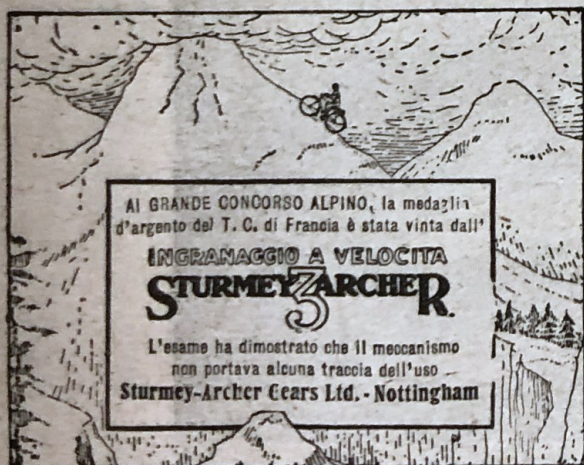 Al GRANDE CONCORSO ALPINO, la medaglia
d'argento del T. C. di Francia è stata vinta dall'
INGRANAGGIO A VELOCITA
STURMEY 3 ARCHER.
L'esame ha dimostrato che il meccanismo
non portava alcuna traccia dell'uso
Sturmey-Archer Gears Ltd. - Nottingham